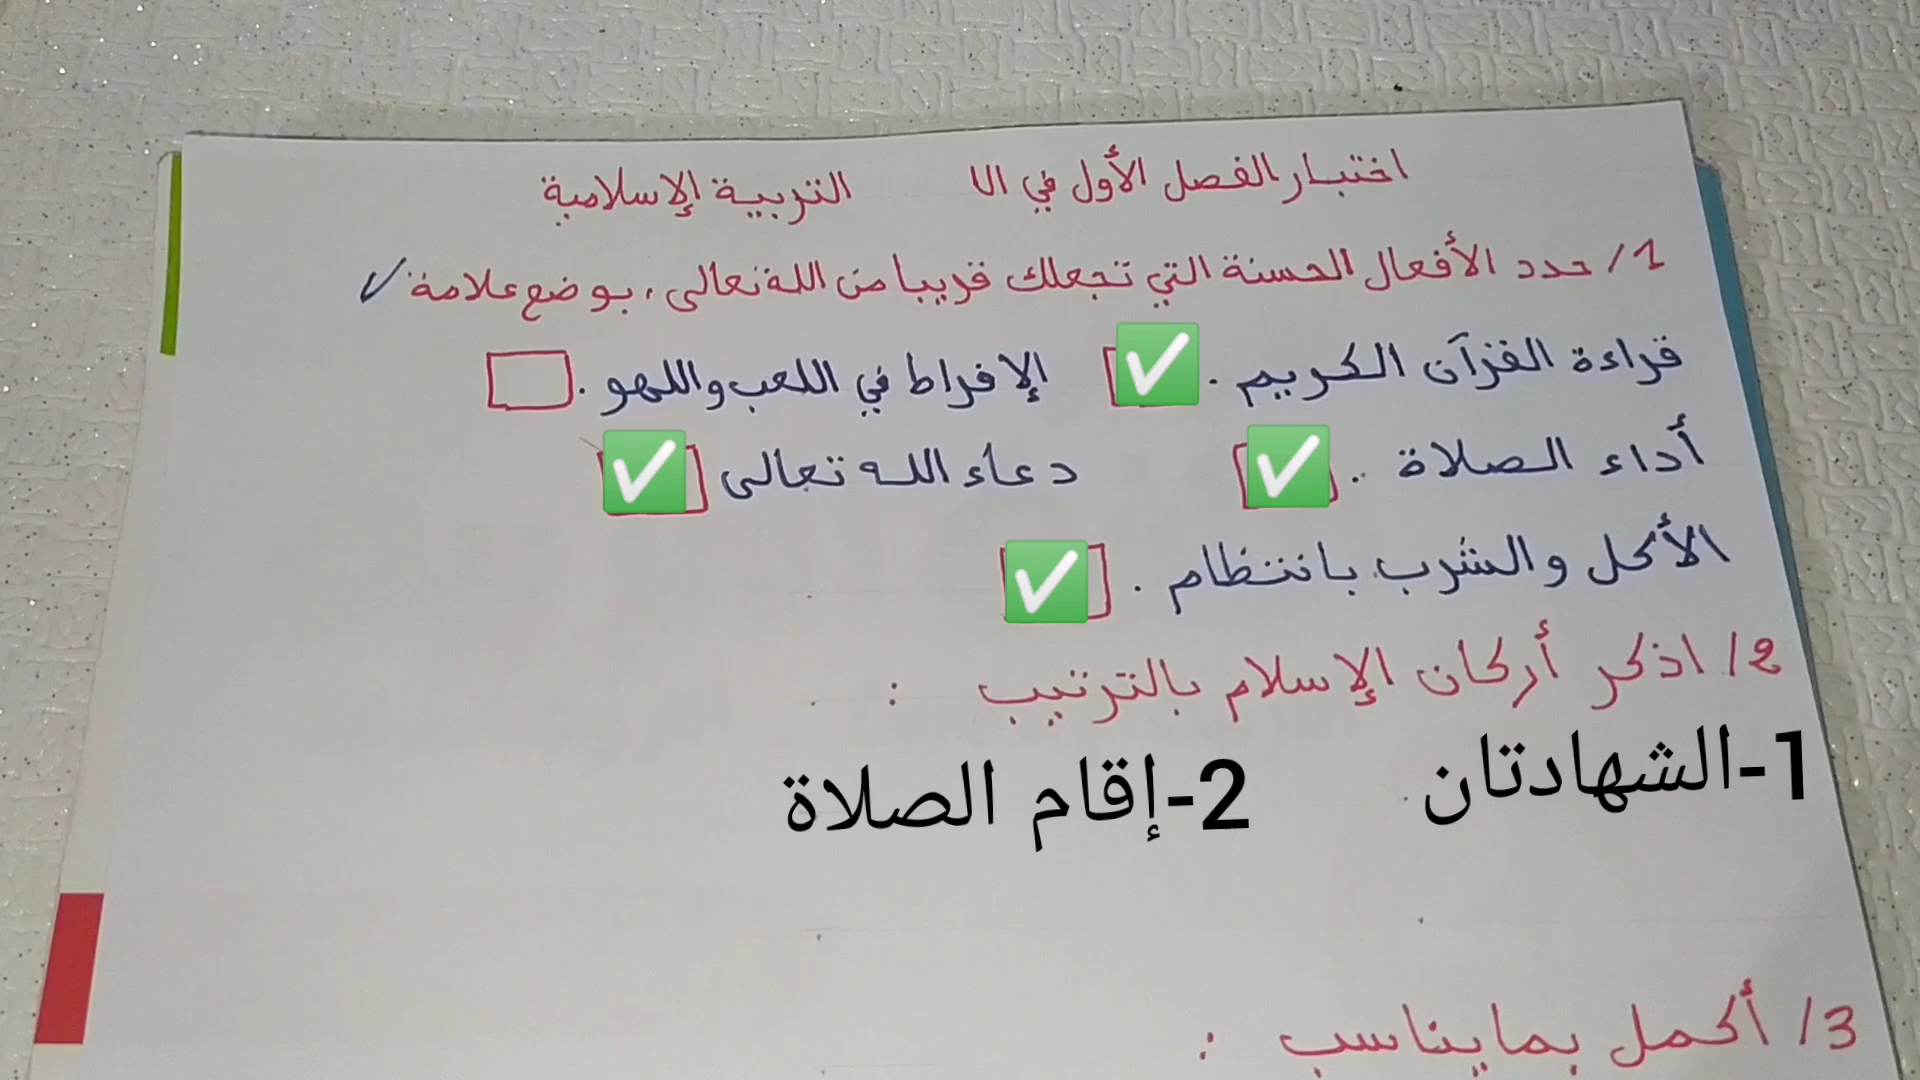 اختبار الفصل الأول في ال التربية الإسلامية
1/ حدد الأفعال الحسنة التي تجعلك قريبا من الله تعالى، بوضع علامة ✓
قراءة القرآن الكريم . ✅ الإفراط في اللعب واللهو .
أداء الصلاة . ✅ دعاء الله تعالى ✅
الأكل والشرب بانتظام . ✅
2/ اذكر أركان الإسلام بالترتيب :
1-الشهادتان 2-إقام الصلاة
3/ أكمل بما يناسب :